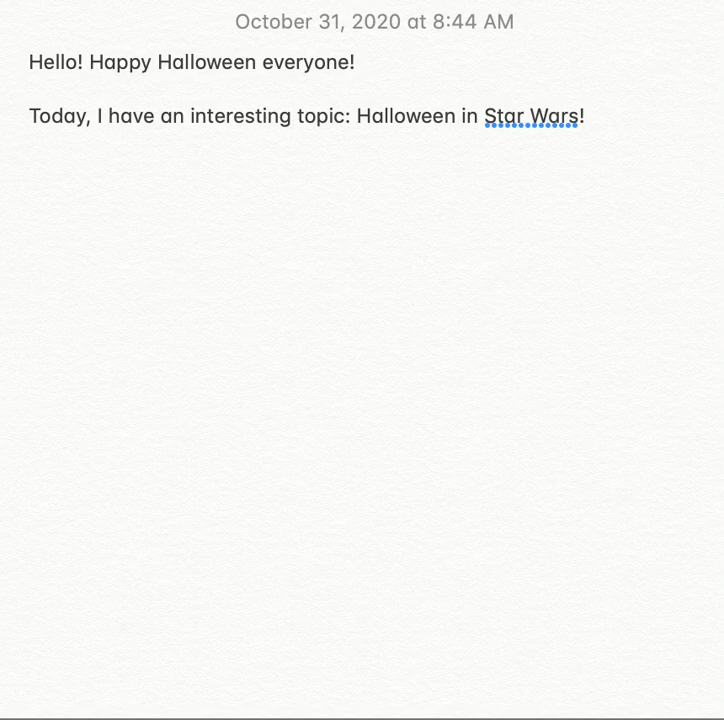 October 31, 2020 at 8:44 AM
Hello! Happy Halloween everyone!
Today, I have an interesting topic: Halloween in Star Wars!